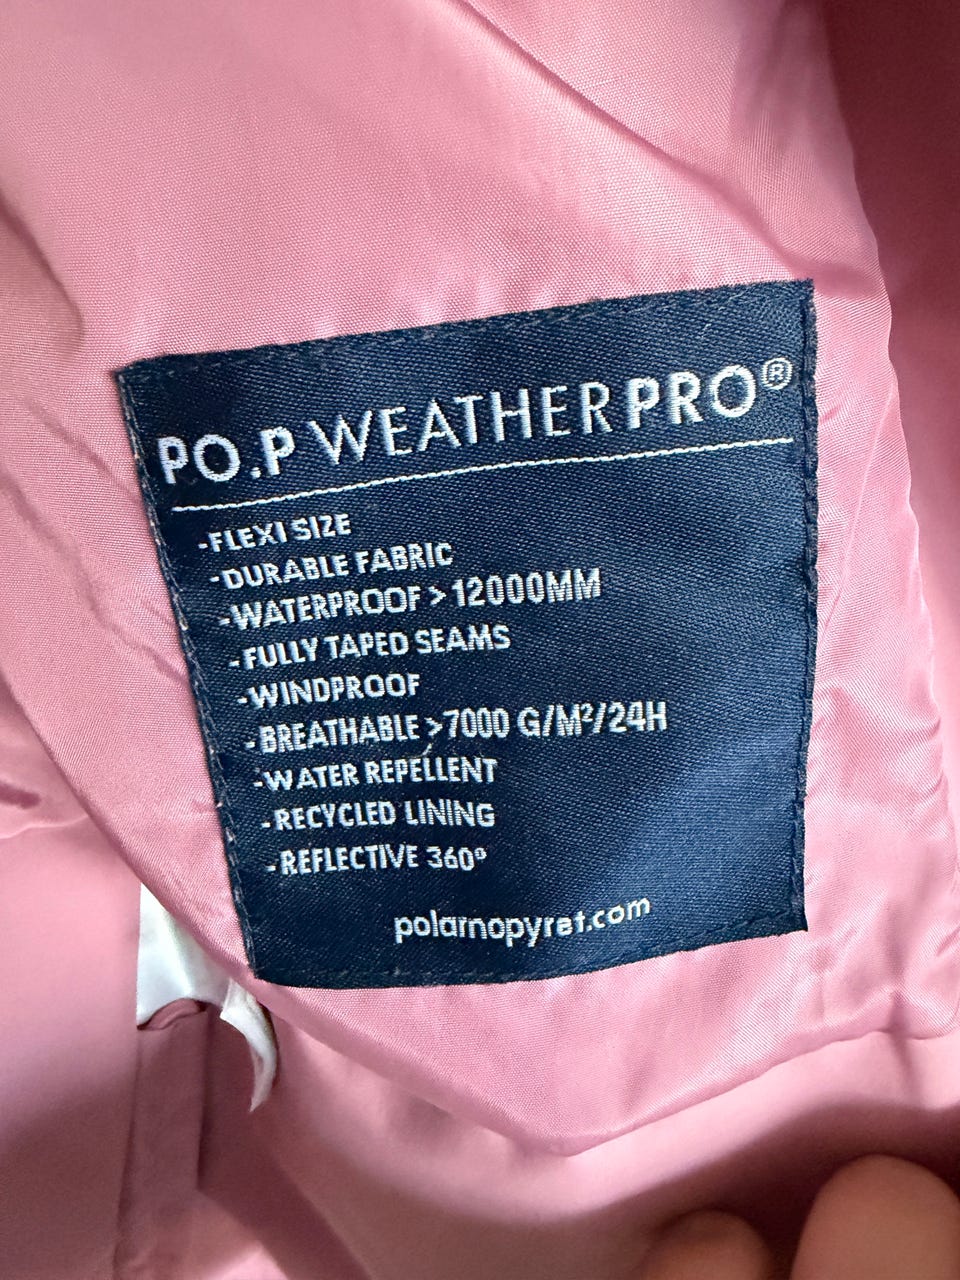 PO.P WEATHERPRO®
-FLEXI SIZE
-DURABLE FABRIC
-WATERPROOF > 12000MM
-FULLY TAPED SEAMS
-WINDPROOF
-BREATHABLE >7000 G/M²/24H
-WATER REPELLENT
-RECYCLED LINING
-REFLECTIVE 360°
polarnopyret.com